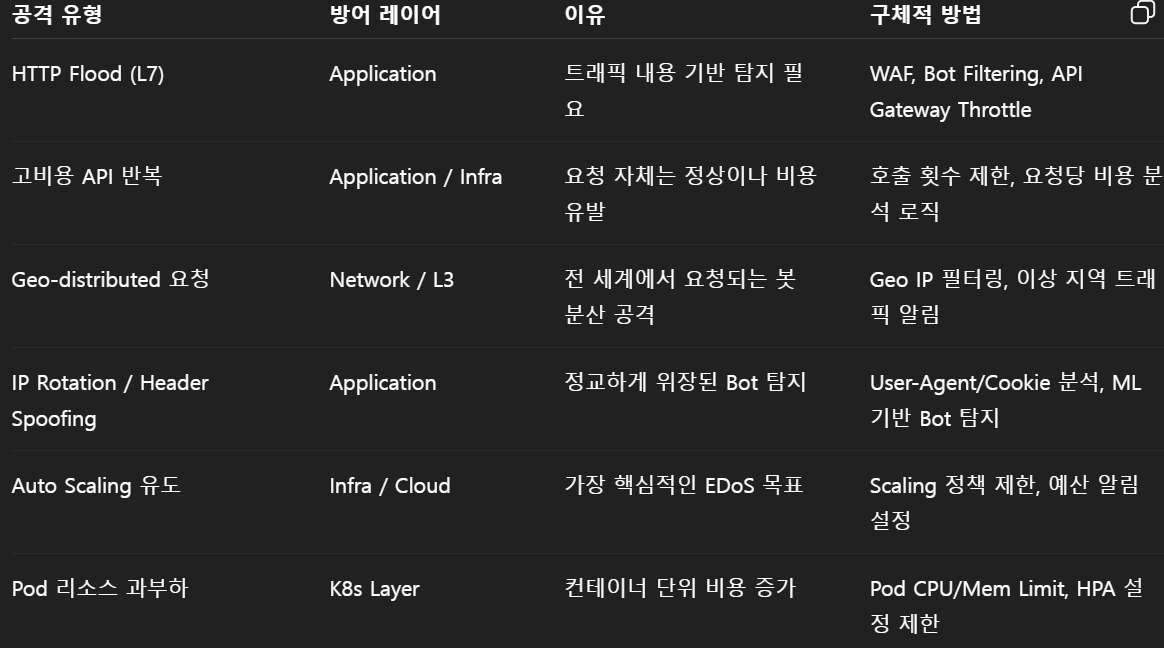 공격 유형 방어 레이어 이유 구체적 방법
HTTP Flood (L7) Application 트래픽 내용 기반 탐지 필 WAF, Bot Filtering, API
요 Gateway Throttle
고비용 API 반복 Application / Infra 요청 자체는 정상이나 비용 호출 횟수 제한, 요청당 비용 분
유발 석 로직
Geo-distributed 요청 Network / L3 전 세계에서 요청되는 봇 Geo IP 필터링, 이상 지역 트래
분산 공격 픽 알림
IP Rotation / Header 정교하게 위장된 Bot 탐지 User-Agent/Cookie 분석, ML
Spoofing Application 기반 Bot 탐지
Auto Scaling 유도 Infra / Cloud 가장 핵심적인 EDoS 목표 Scaling 정책 제한, 예산 알림
설정
Pod 리소스 과부하 K8s Layer 컨테이너 단위 비용 증가 Pod CPU/Mem Limit, HPA 설
정 제한